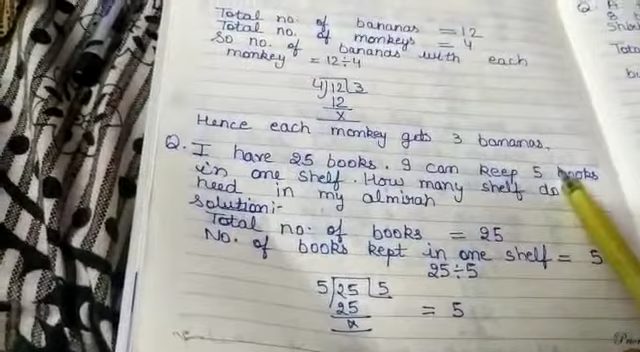 Total no. of bananas = 12
Total no. of monkeys = 4
So no. of bananas with each
monkey = 12÷4
4)12(3
12
x
Hence each monkey gets 3 bananas.
Q. I have 25 books. I can keep 5 books
in one shelf. How many shelf do
need in my almirah
Solution:-
Total no. of books = 25
No. of books kept in one shelf = 5
25÷5
5)25(5 = 5
25
x
Q.
Tota